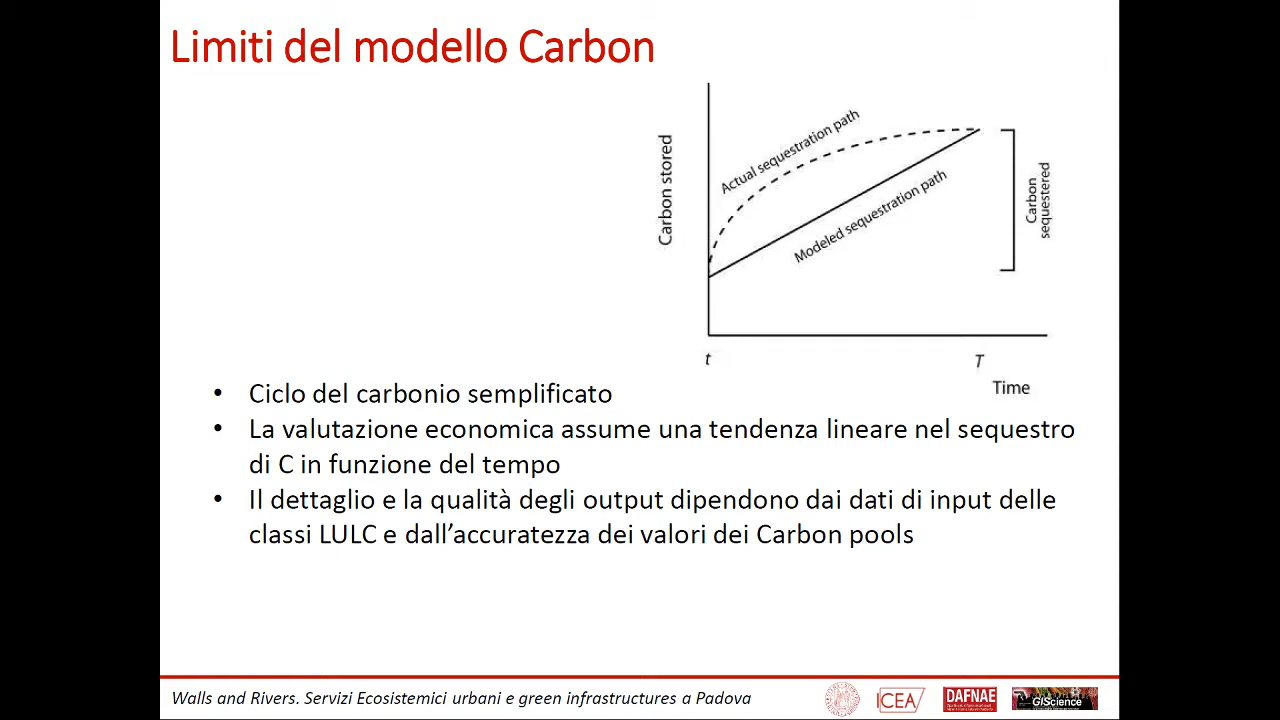 Limiti del modello Carbon
Carbon stored
Actual sequestration path
Modeled sequestration path
Carbon
sequestered
t
T
Time
• Ciclo del carbonio semplificato
• La valutazione economica assume una tendenza lineare nel sequestro
di C in funzione del tempo
• Il dettaglio e la qualità degli output dipendono dai dati di input delle
classi LULC e dall’accuratezza dei valori dei Carbon pools
Walls and Rivers. Servizi Ecosistemici urbani e green infrastructures a Padova
ICEA
DAFNAE
GIScience